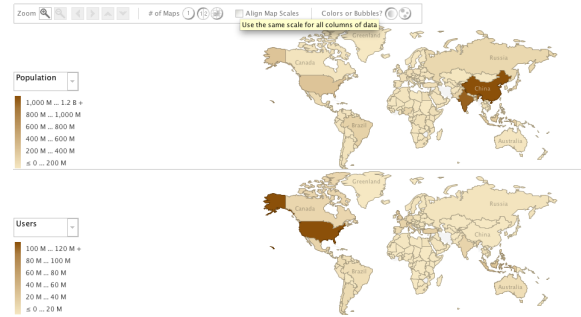 Zoom
# of Maps
1
1|2
Align Map Scales
Colors or Bubbles?
Use the same scale for all columns of data
Population
1,000 M ... 1.2 B +
800 M ... 1,000 M
600 M ... 800 M
400 M ... 600 M
200 M ... 400 M
≤ 0 ... 200 M
Greenland
Canada
Russia
China
Brazil
Australia
Users
100 M ... 120 M +
80 M ... 100 M
60 M ... 80 M
40 M ... 60 M
20 M ... 40 M
≤ 0 ... 20 M
Greenland
Canada
Russia
China
Brazil
Australia